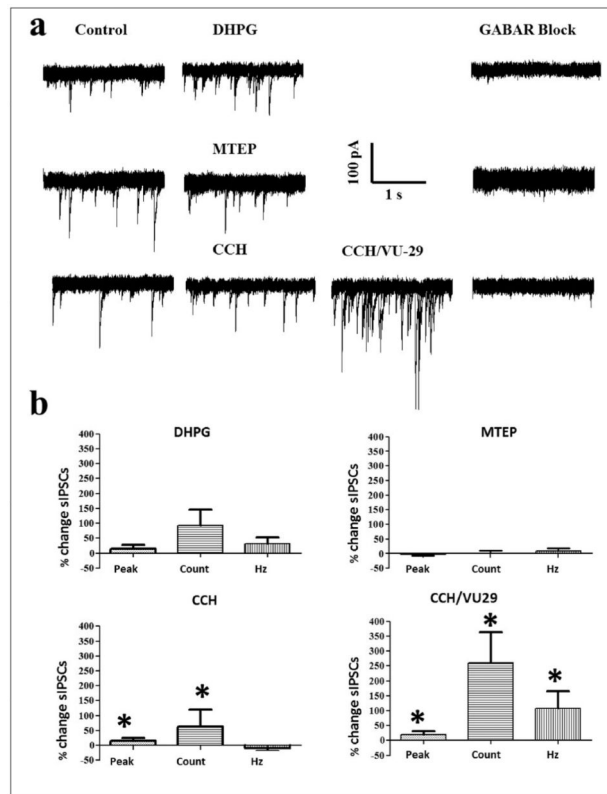 a
Control DHPG GABAR Block
MTEP
100 pA
1 s
CCH CCH/VU-29
b
DHPG
% change sIPSCs
400
350
300
250
200
150
100
50
0
-50
Peak Count Hz
MTEP
% change sIPSCs
400
350
300
250
200
150
100
50
0
-50
Peak Count Hz
CCH
% change sIPSCs
400
350
300
250
200
150
100
50
0
-50
* *
Peak Count Hz
CCH/VU29
% change sIPSCs
400
350
300
250
200
150
100
50
0
-50
* * *
Peak Count Hz